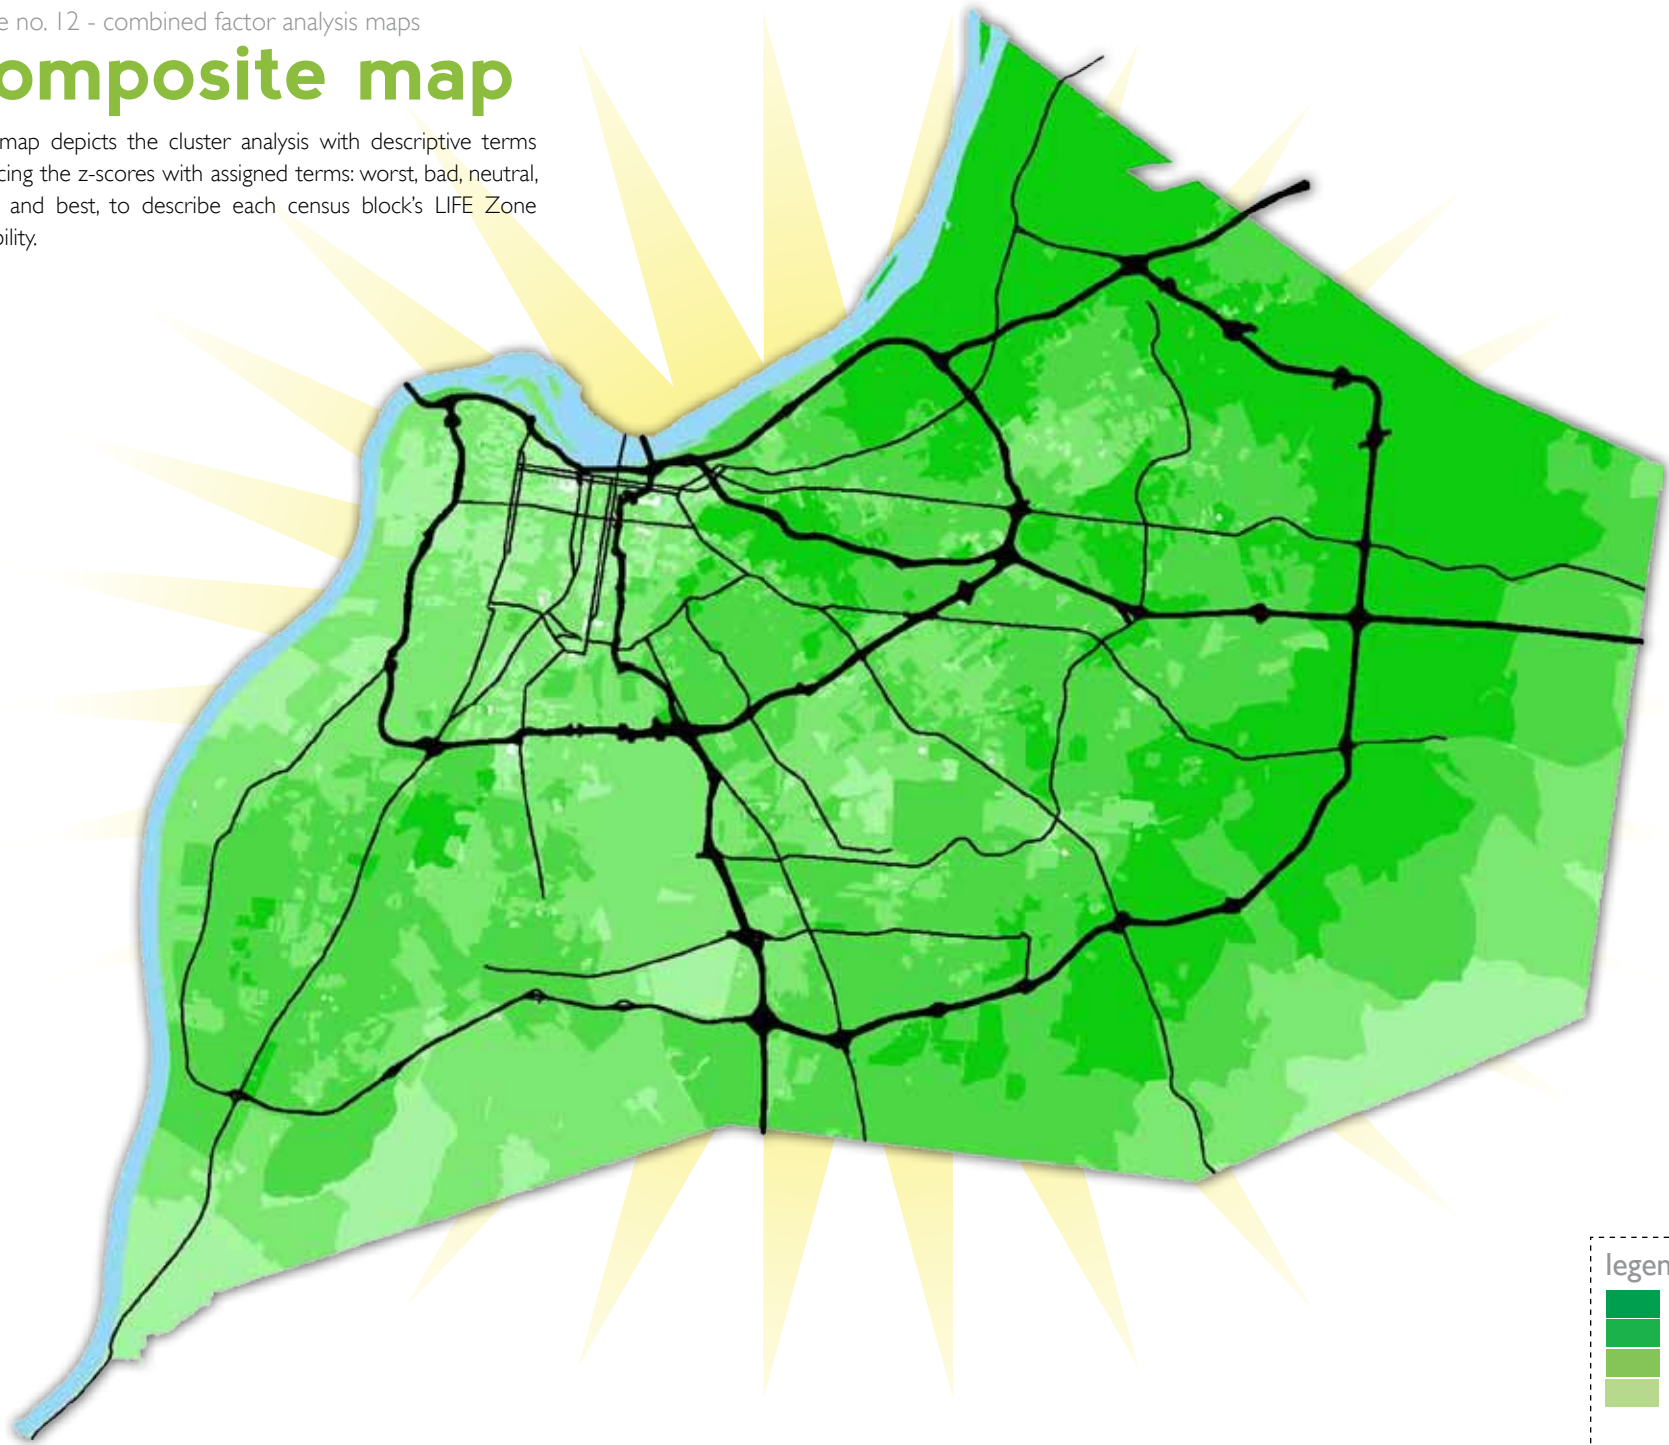 e no. 12 - combined factor analysis maps
omposite map
map depicts the cluster analysis with descriptive terms
cing the z-scores with assigned terms: worst, bad, neutral,
and best, to describe each census block's LIFE Zone
bility.
legen